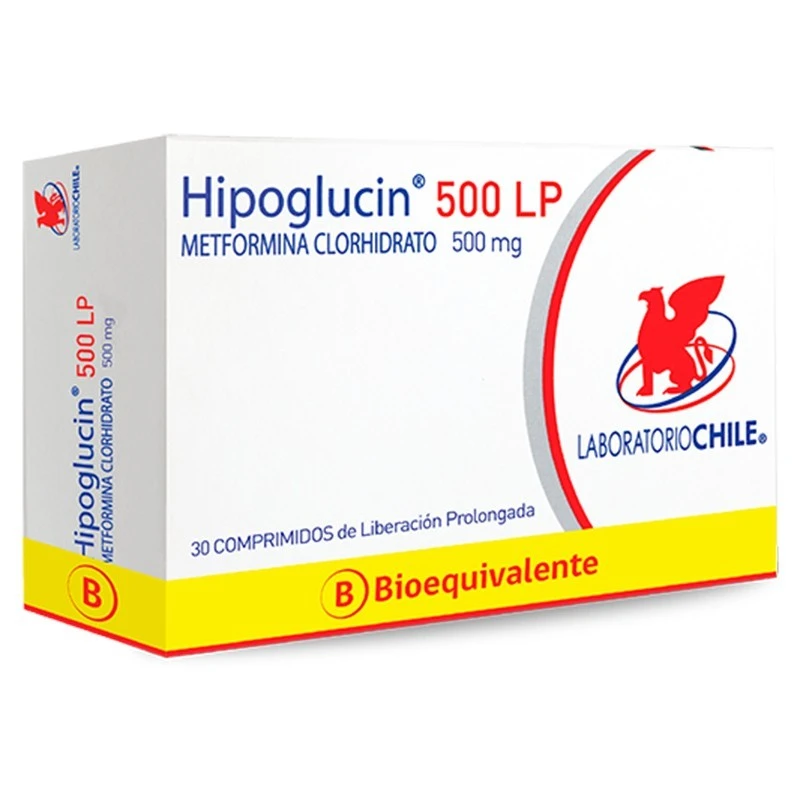 Hipoglucin® 500 LP
METFORMINA CLORHIDRATO 500 mg
LABORATORIOCHILE®
30 COMPRIMIDOS de Liberación Prolongada
B Bioequivalente
LABORATORIOCHILE®
Hipoglucin® 500 LP
METFORMINA CLORHIDRATO 500 mg
B